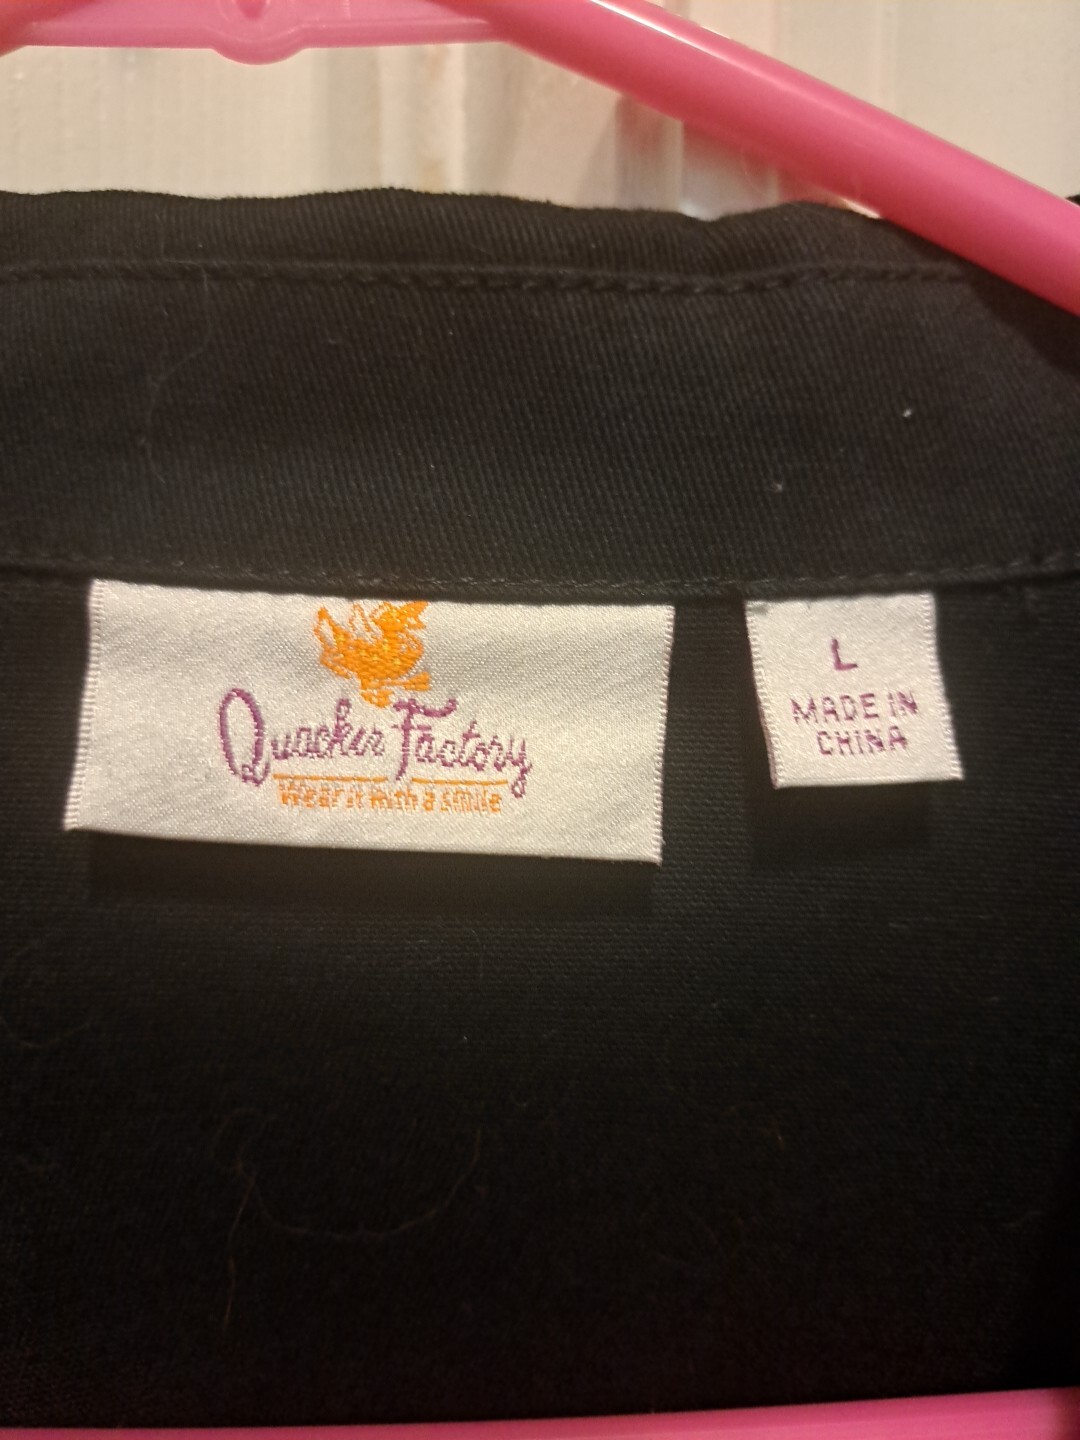 Quacker Factory
Wear it with a smile
L
MADE IN
CHINA